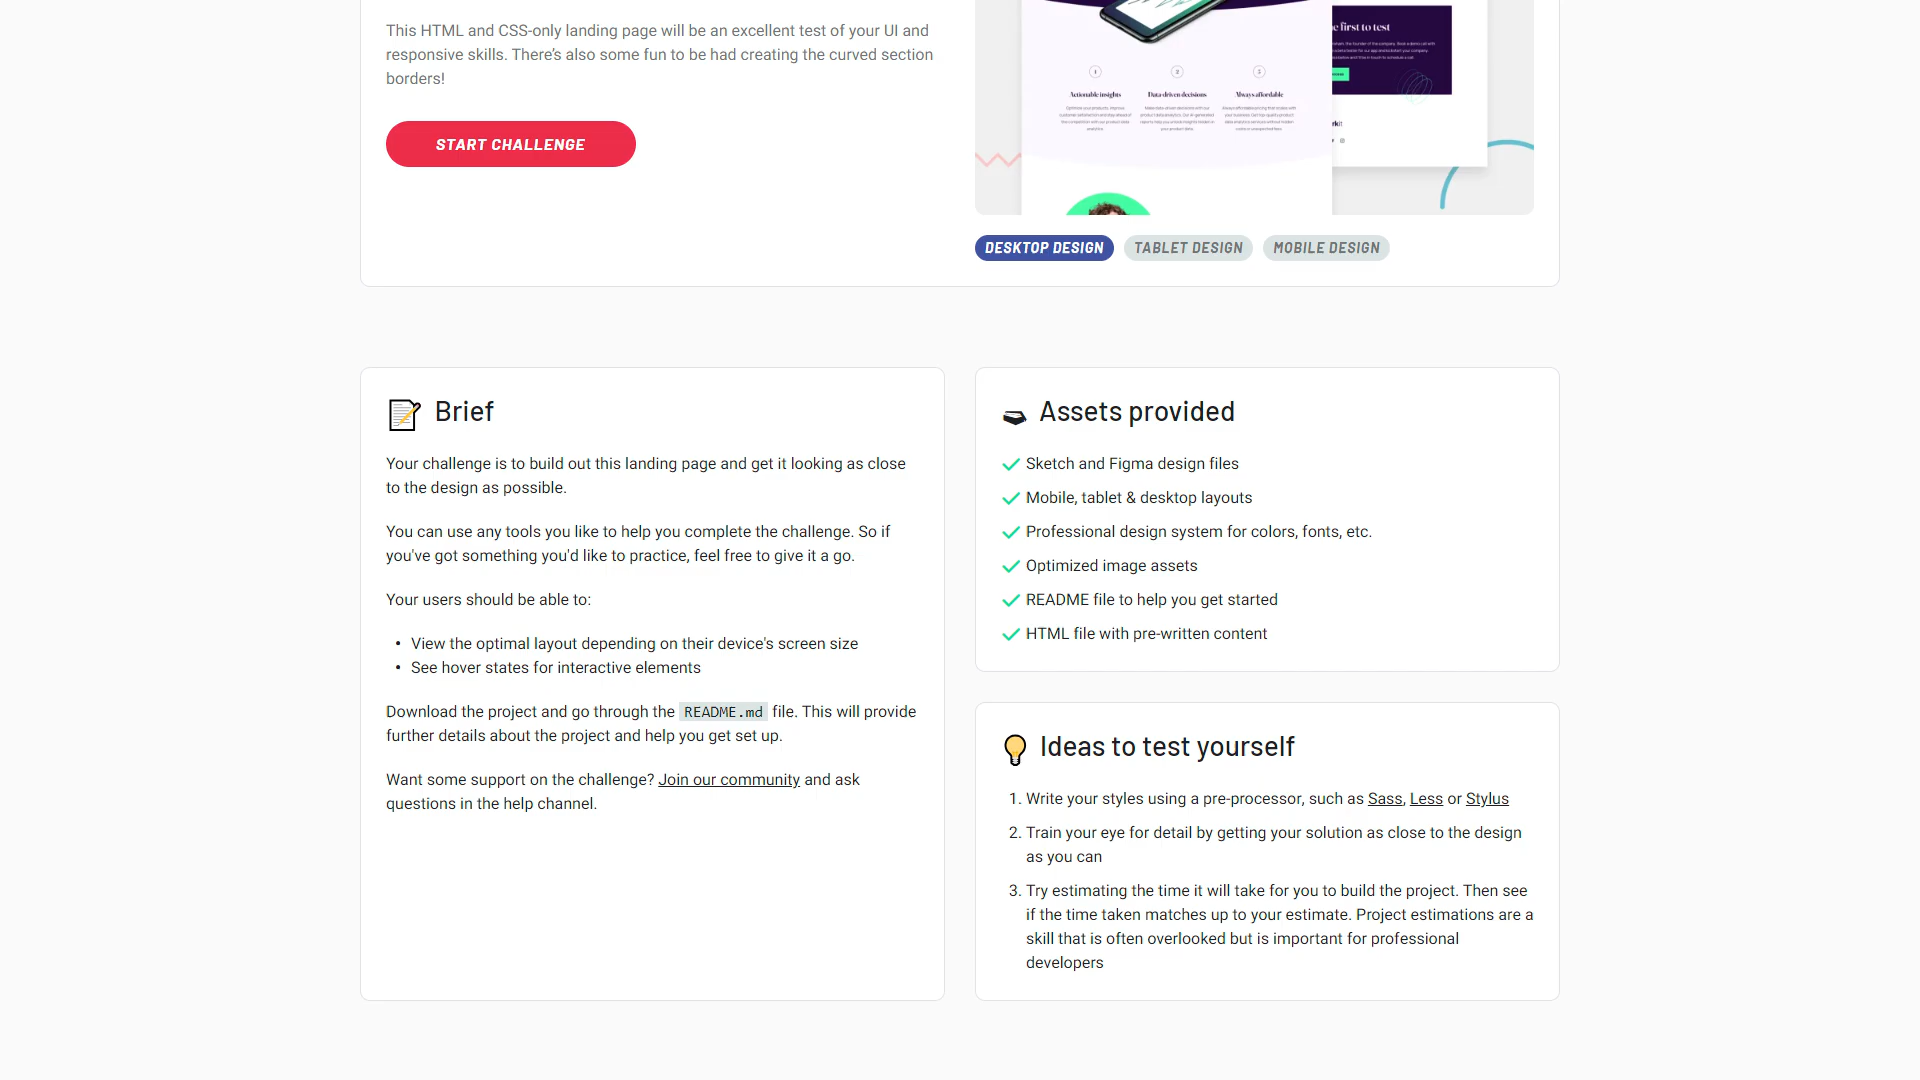 This HTML and CSS-only landing page will be an excellent test of your UI and
responsive skills. There’s also some fun to be had creating the curved section
borders!
START CHALLENGE
e first to test
1
2
3
Actionable insights
Data-driven decisions
Always affordable
DESKTOP DESIGN
TABLET DESIGN
MOBILE DESIGN
Brief
Your challenge is to build out this landing page and get it looking as close
to the design as possible.
You can use any tools you like to help you complete the challenge. So if
you've got something you'd like to practice, feel free to give it a go.
Your users should be able to:
• View the optimal layout depending on their device's screen size
• See hover states for interactive elements
Download the project and go through the README.md file. This will provide
further details about the project and help you get set up.
Want some support on the challenge? Join our community and ask
questions in the help channel.
Assets provided
Sketch and Figma design files
Mobile, tablet & desktop layouts
Professional design system for colors, fonts, etc.
Optimized image assets
README file to help you get started
HTML file with pre-written content
Ideas to test yourself
1. Write your styles using a pre-processor, such as Sass, Less or Stylus
2. Train your eye for detail by getting your solution as close to the design
as you can
3. Try estimating the time it will take for you to build the project. Then see
if the time taken matches up to your estimate. Project estimations are a
skill that is often overlooked but is important for professional
developers